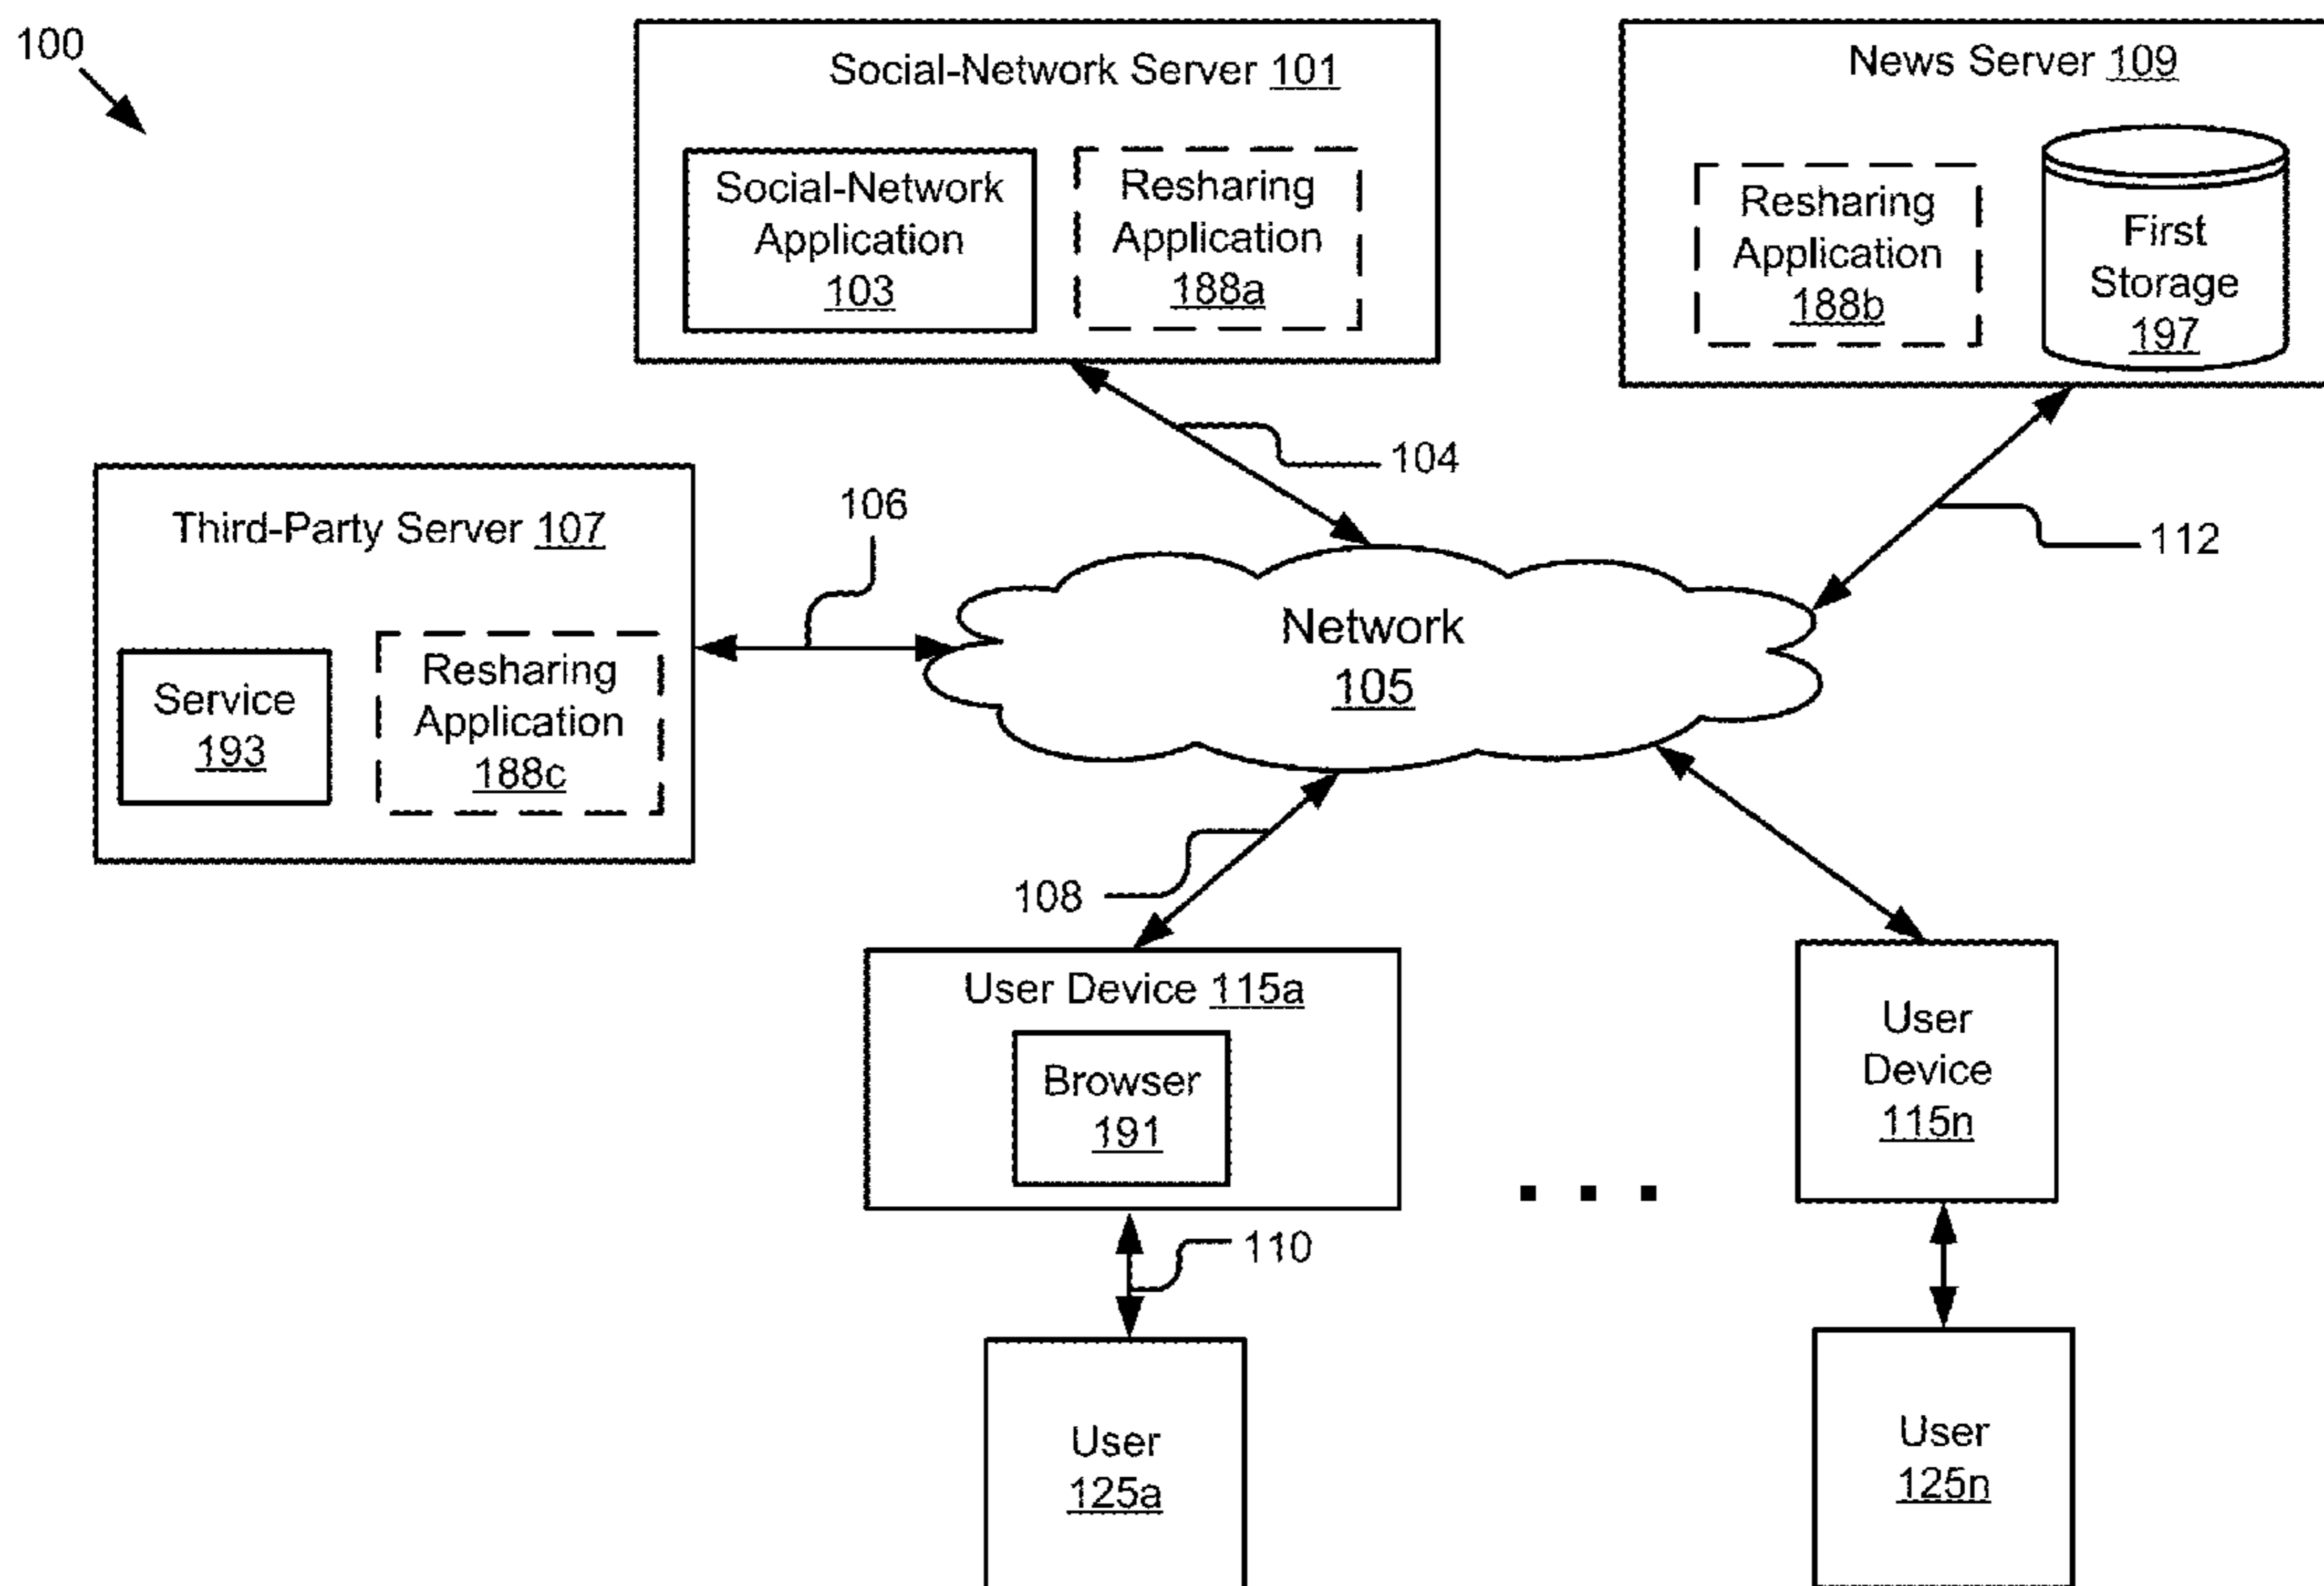 100
Social-Network Server 101
Social-Network
Application
103
Resharing
Application
188a
News Server 109
Resharing
Application
188b
First
Storage
197
104
112
Third-Party Server 107
Service
193
Resharing
Application
188c
106
Network
105
108
User Device 115a
Browser
191
User
Device
115n
. . .
110
User
125a
User
125n